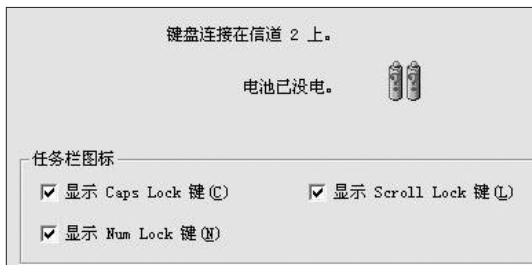 键盘连接在信道 2 上。
电池已没电。
任务栏图标
显示 Caps Lock 键(C)
显示 Scroll Lock 键(L)
显示 Num Lock 键(N)